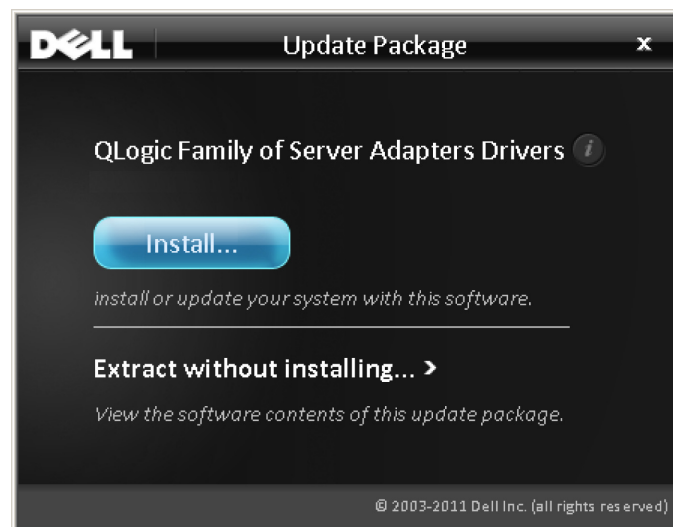 DELL Update Package x
QLogic Family of Server Adapters Drivers i
Install...
install or update your system with this software.
Extract without installing... >
View the software contents of this update package.
© 2003-2011 Dell Inc. (all rights reserved)